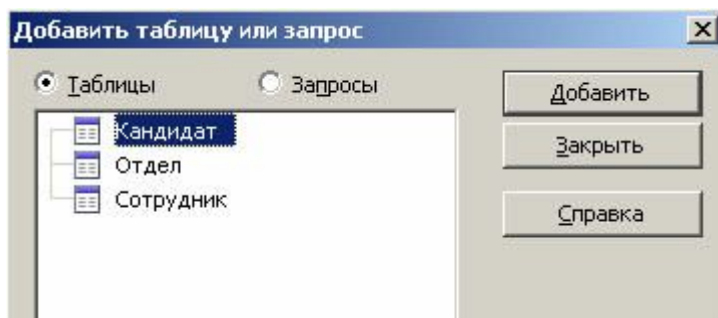 Добавить таблицу или запрос
Таблицы Запросы Добавить
Кандидат
Закрыть
Отдел
Сотрудник
Справка